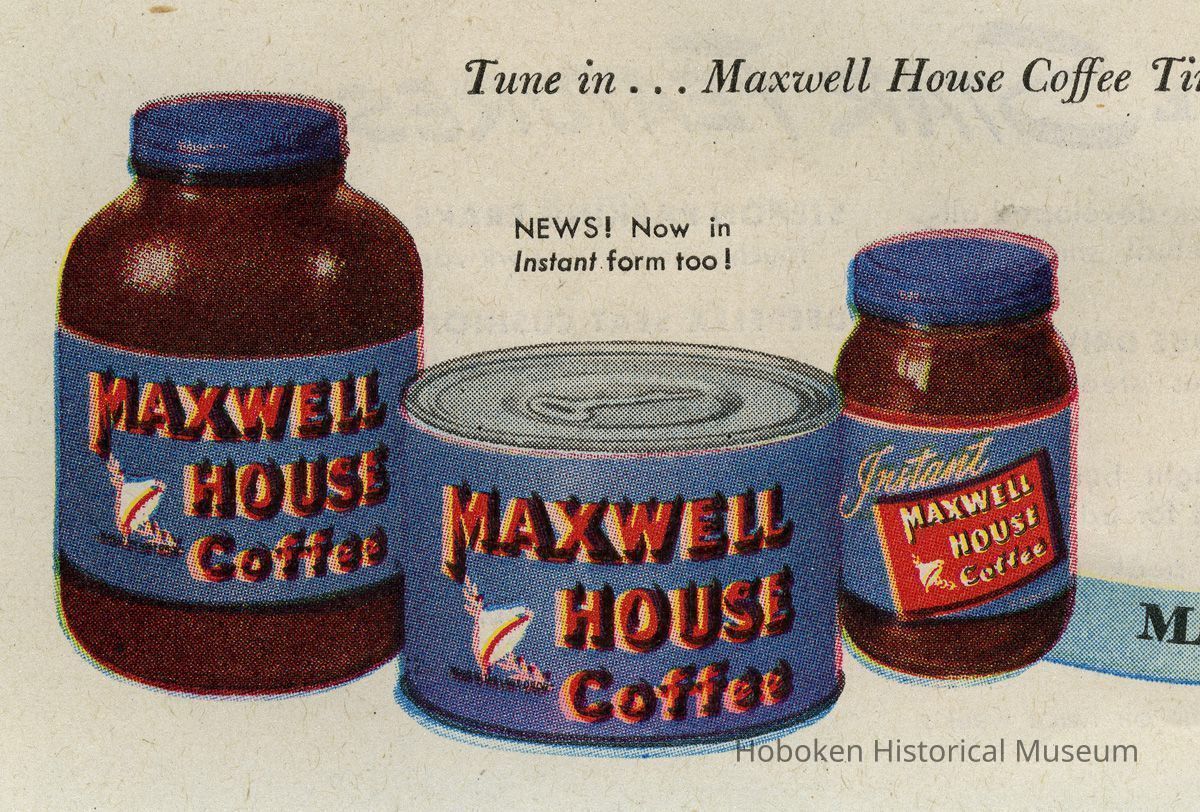 Tune in . . . Maxwell House Coffee
NEWS! Now in
Instant form too!
MAXWELL
HOUSE
Coffee
MAXWELL
HOUSE
Coffee
Instant
MAXWELL
HOUSE
Coffee
Hoboken Historical Museum